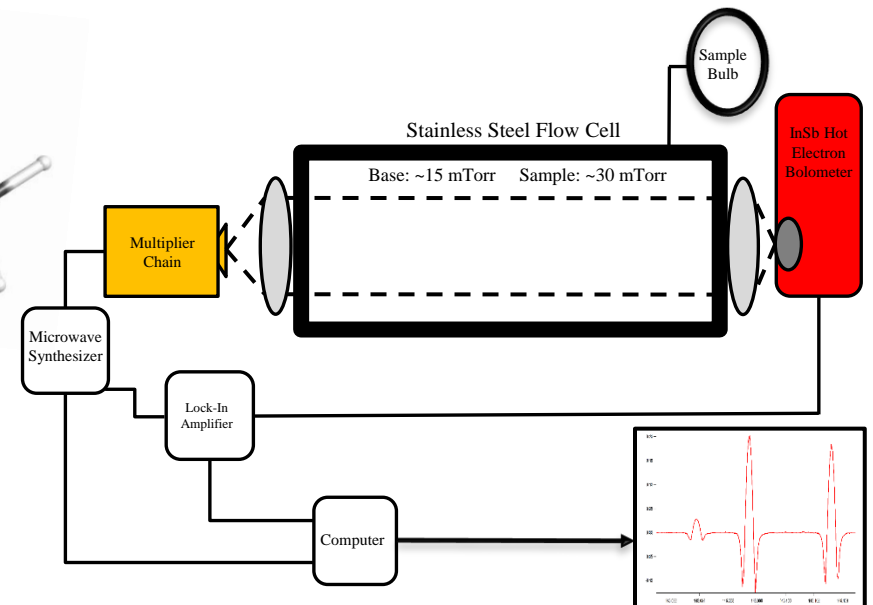 Sample
Bulb
InSb Hot
Electron
Bolometer
Stainless Steel Flow Cell
Base: ~15 mTorr Sample: ~30 mTorr
Multiplier
Chain
Microwave
Synthesizer
Lock-In
Amplifier
Computer